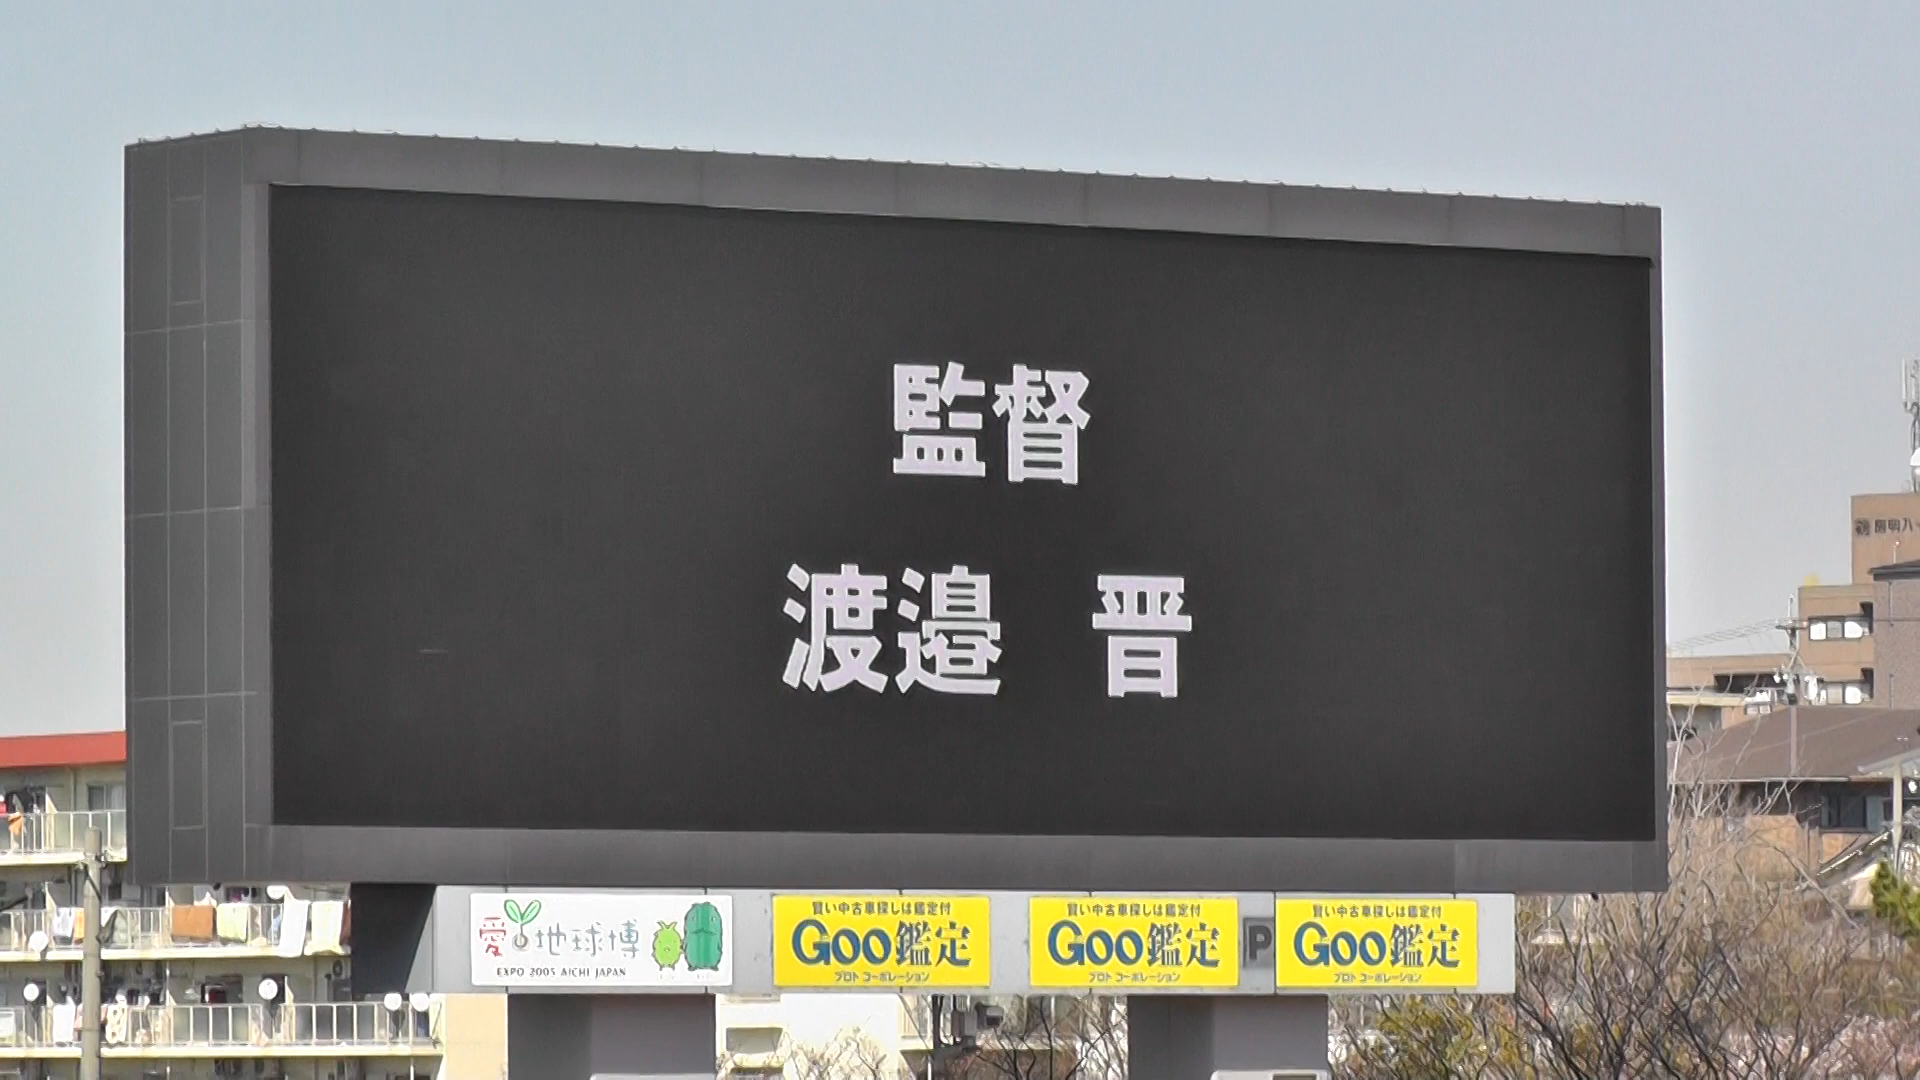 監督
渡邉 晋
愛・地球博
EXPO 2005 AICHI JAPAN
賢い中古車探しは鑑定付
Goo鑑定
プロト コーポレーション
賢い中古車探しは鑑定付
Goo鑑定
プロト コーポレーション
P
賢い中古車探しは鑑定付
Goo鑑定
プロト コーポレーション